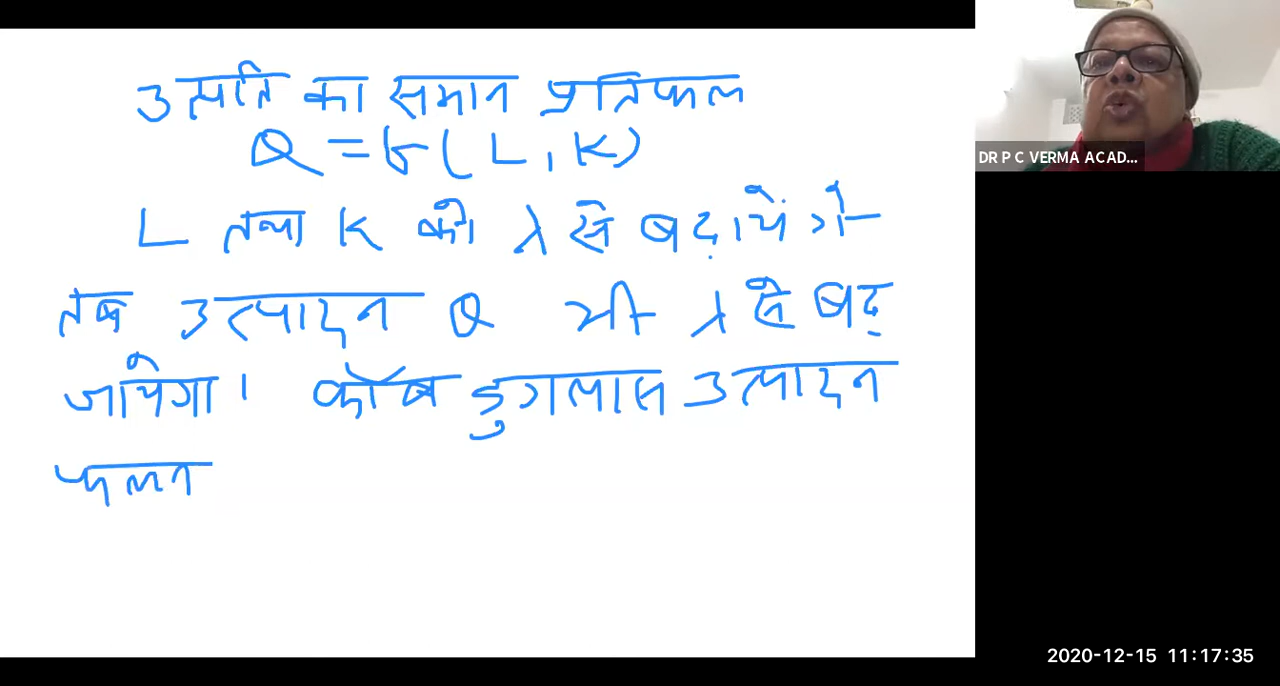 उत्पति का समान प्रतिफल
Q = f ( L , K )
L तथा K को λ से बढ़ायेंगे
तब उत्पादन Q भी λ से बढ़
जायेगा। कॉब डुगलास उत्पादन
फलन
DR P C VERMA ACAD...
2020-12-15 11:17:35